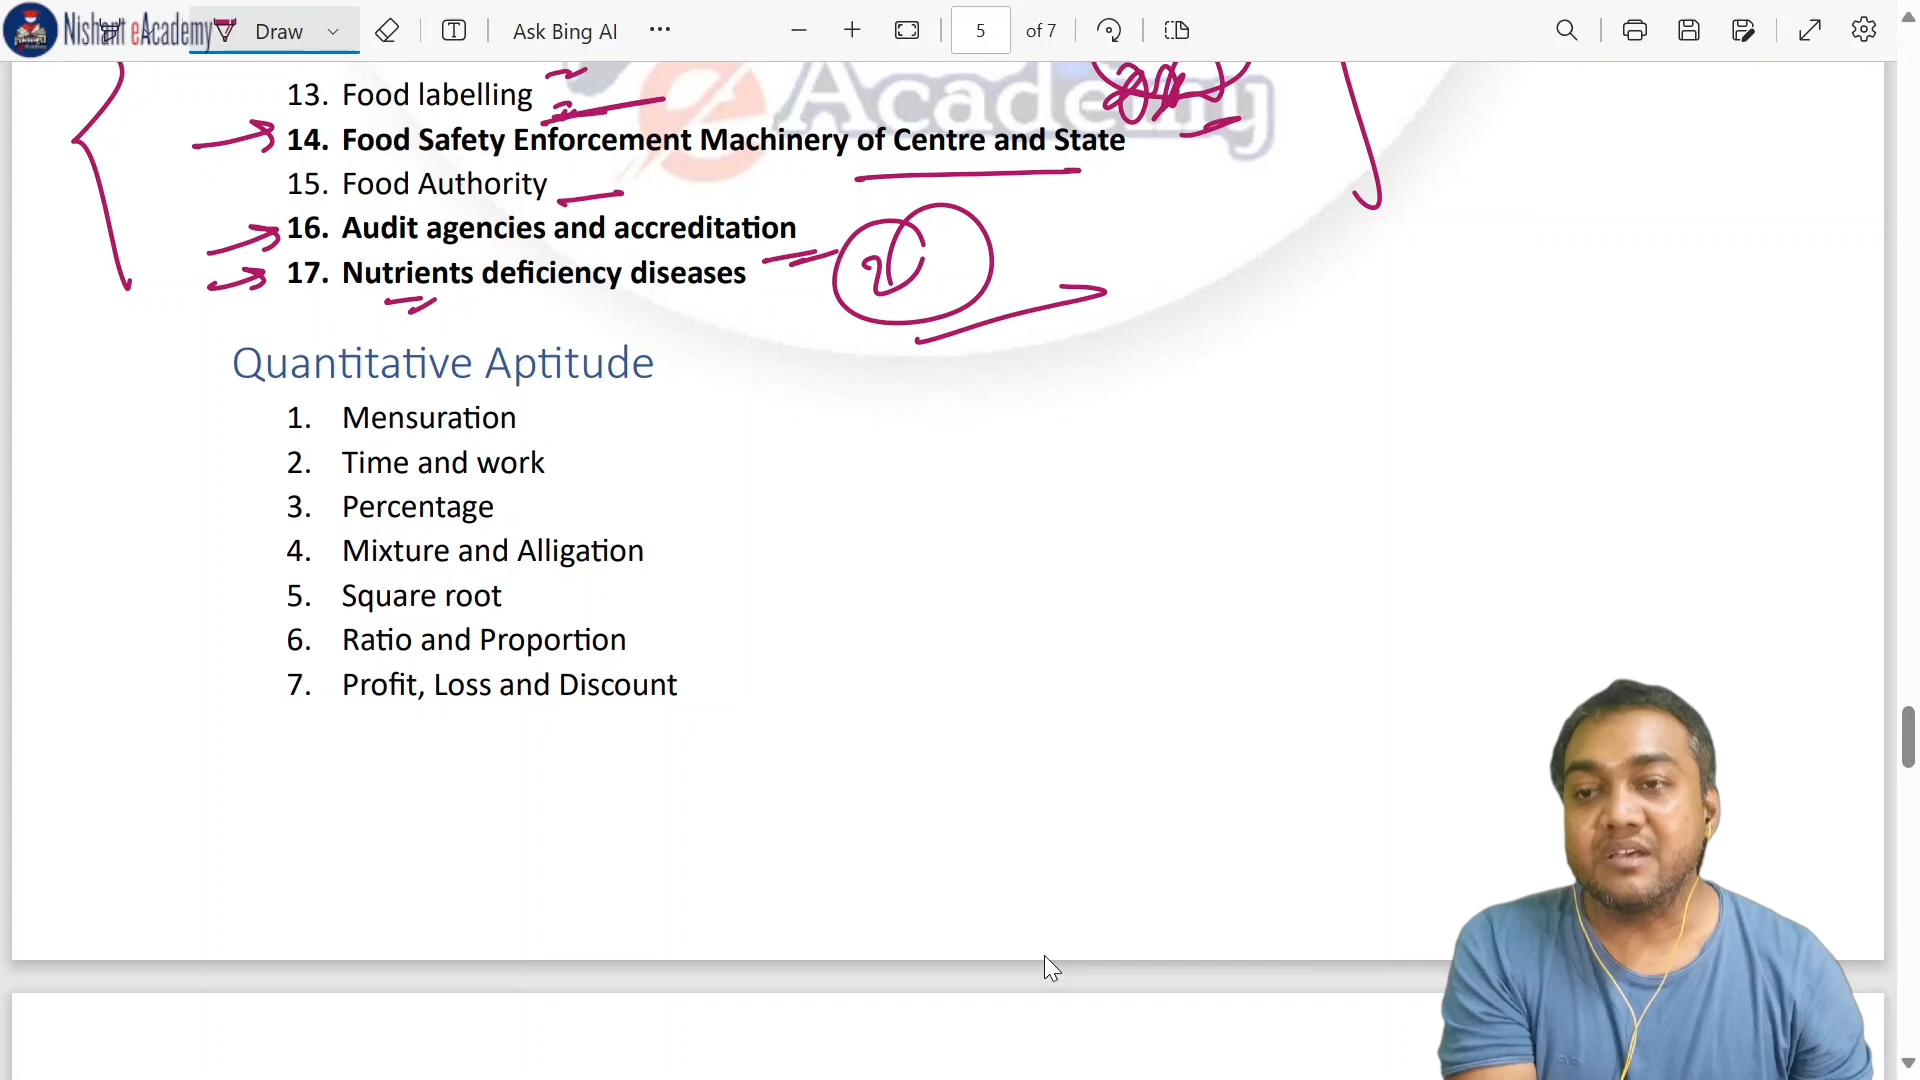 Nishant eAcademy
Draw
Ask Bing AI
5 of 7
Academy
13. Food labelling
14. Food Safety Enforcement Machinery of Centre and State
15. Food Authority
16. Audit agencies and accreditation
17. Nutrients deficiency diseases
Quantitative Aptitude
1. Mensuration
2. Time and work
3. Percentage
4. Mixture and Alligation
5. Square root
6. Ratio and Proportion
7. Profit, Loss and Discount